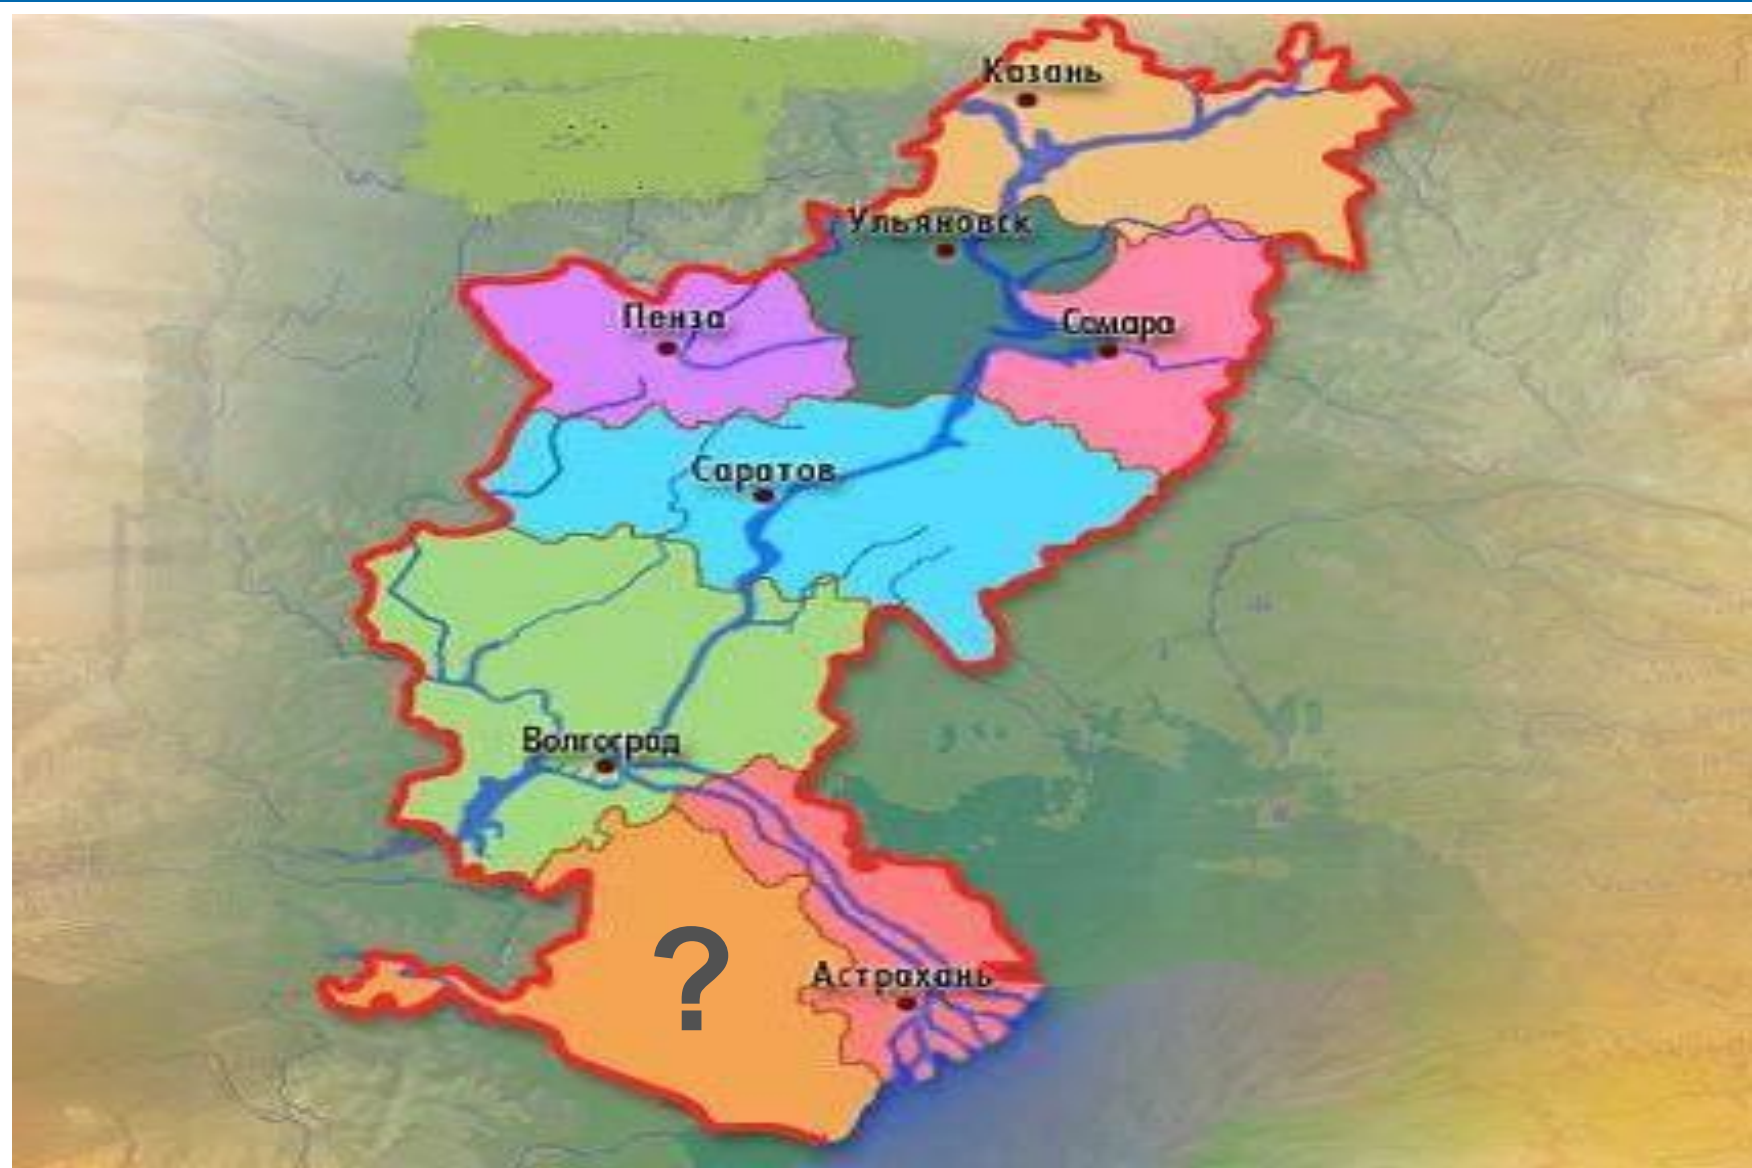 Казань
Ульяновск
Пенза
Самара
Саратов
Волгоград
?
Астрахань